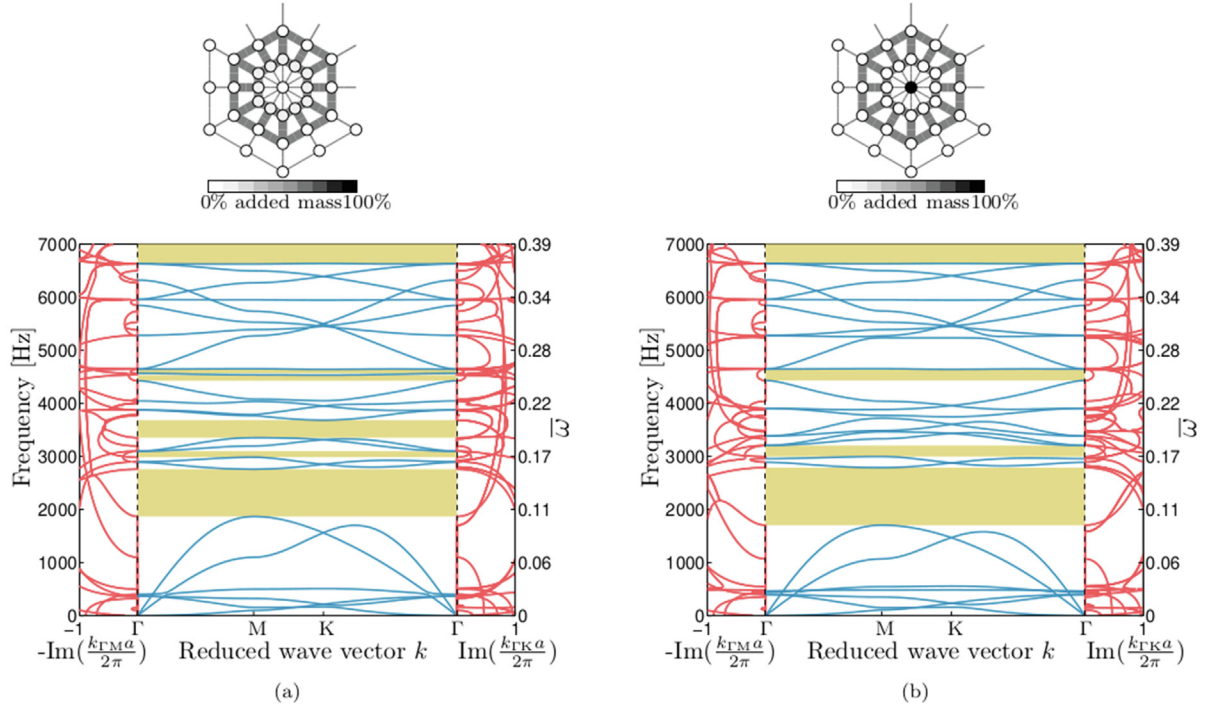 0% added mass100%
7000
6000
5000
4000
3000
2000
1000
0
Frequency [Hz]
0.39
0.34
0.28
0.22
0.17
0.11
0.06
0
ω̅
−1 Γ M K Γ 1
-Im(k_ΓM a / 2π) Reduced wave vector k Im(k_ΓK a / 2π)
(a)
0% added mass100%
7000
6000
5000
4000
3000
2000
1000
0
Frequency [Hz]
0.39
0.34
0.28
0.22
0.17
0.11
0.06
0
ω̅
−1 Γ M K Γ 1
-Im(k_ΓM a / 2π) Reduced wave vector k Im(k_ΓK a / 2π)
(b)